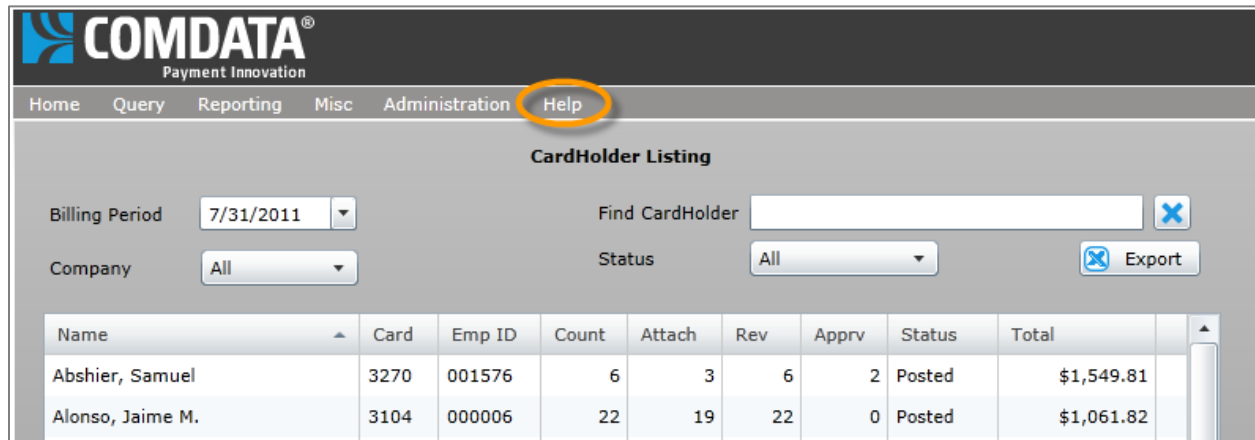 COMDATA®
Payment Innovation
Home Query Reporting Misc Administration Help
CardHolder Listing
Billing Period 7/31/2011 Find CardHolder
Company All Status All Export
Name Card Emp ID Count Attach Rev Apprv Status Total
Abshier, Samuel 3270 001576 6 3 6 2 Posted $1,549.81
Alonso, Jaime M. 3104 000006 22 19 22 0 Posted $1,061.82